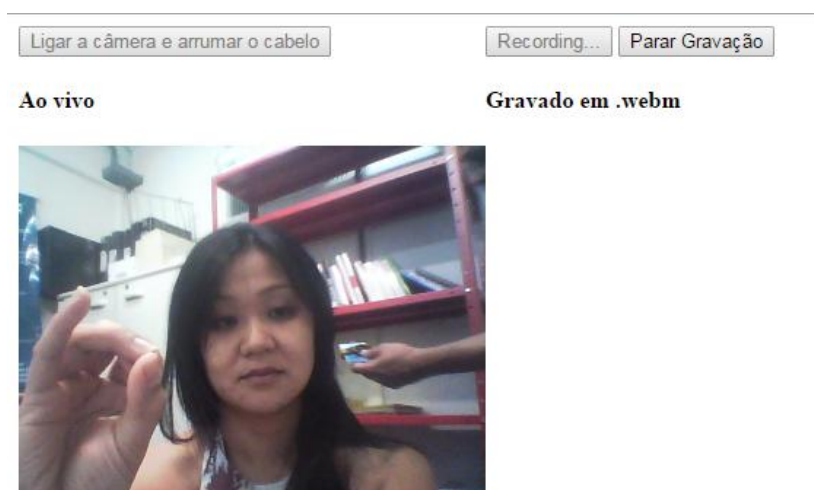 Ligar a câmera e arrumar o cabelo
Recording... Parar Gravação
Ao vivo
Gravado em .webm